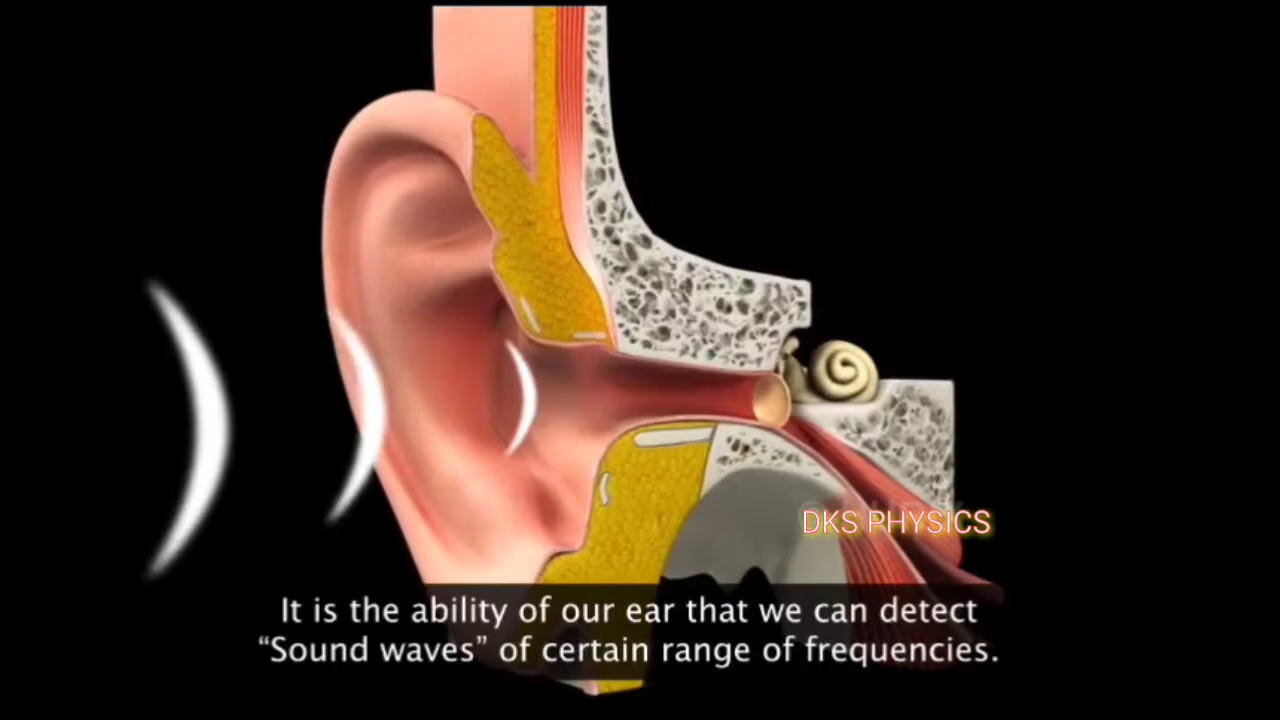 DKS PHYSICS
It is the ability of our ear that we can detect
“Sound waves” of certain range of frequencies.